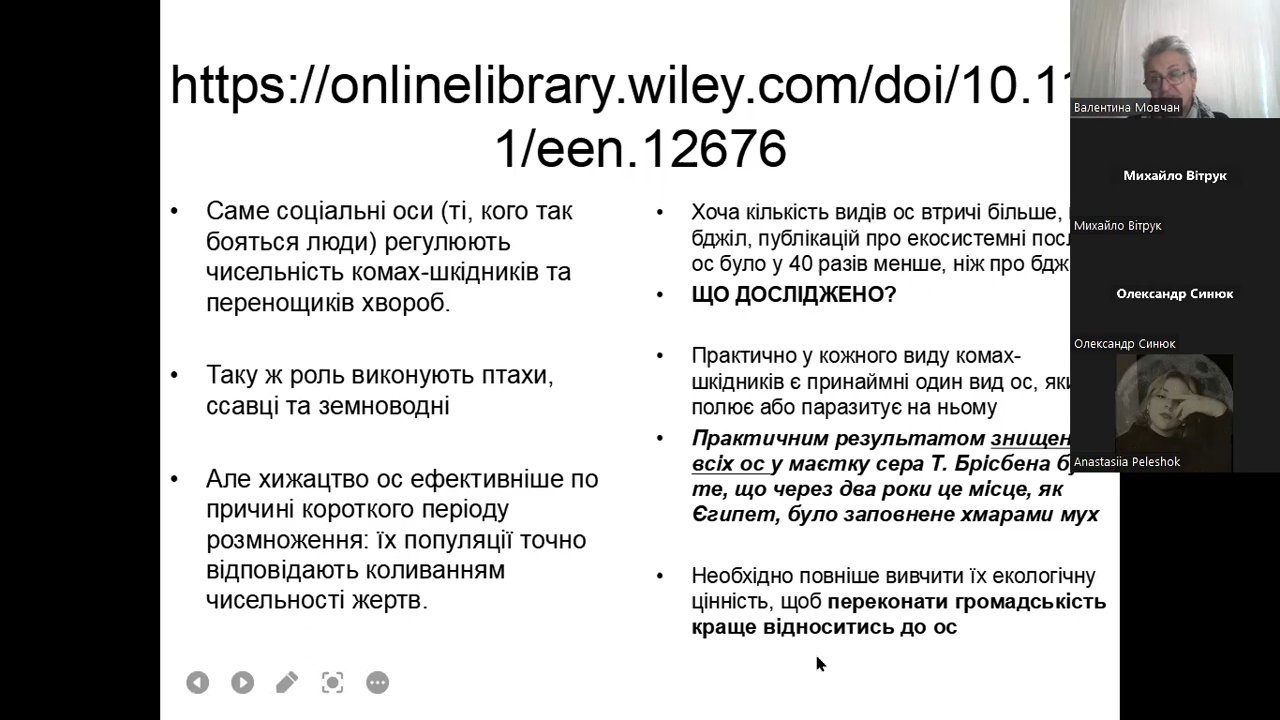 https://onlinelibrary.wiley.com/doi/10.11
1/een.12676
• Саме соціальні оси (ті, кого так
бояться люди) регулюють
чисельність комах-шкідників та
перенощиків хвороб.
• Таку ж роль виконують птахи,
ссавці та земноводні
• Але хижацтво ос ефективніше по
причині короткого періоду
розмноження: їх популяції точно
відповідають коливанням
чисельності жертв.
• Хоча кількість видів ос втричі більше,
бджіл, публікацій про екосистемні
ос було у 40 разів менше, ніж про
• ЩО ДОСЛІДЖЕНО?
• Практично у кожного виду комах-
шкідників є принаймні один вид ос,
полює або паразитує на ньому
• Практичним результатом
всіх ос у маєтку сера Т. Брісбена
те, що через два роки це місце, як
Єгипет, було заповнене хмарами мух
• Необхідно повніше вивчити їх екологічну
цінність, щоб переконати громадськість
краще відноситись до ос
Валентина Мовчан
Михайло Вітрук
Михайло Вітрук
Олександр Синюк
Олександр Синюк
Anastasiia Peleshok